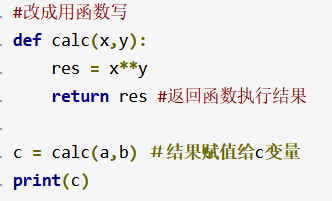 #改成用函数写
def calc(x,y):
    res = x**y
    return res #返回函数执行结果
c = calc(a,b) ＃结果赋值给c变量
print(c)